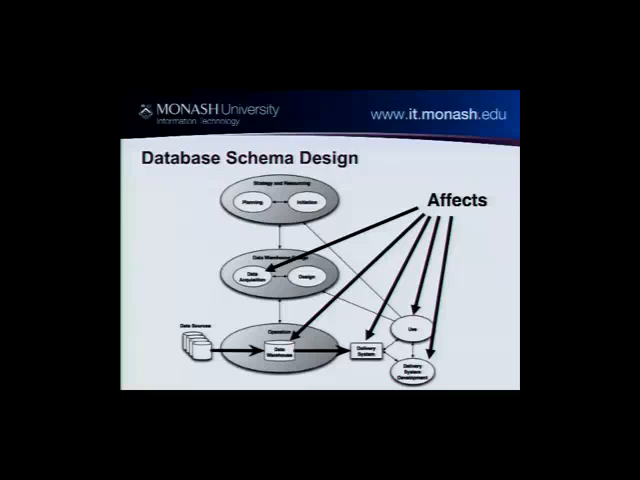 MONASH University
Information Technology
www.it.monash.edu
Database Schema Design
Strategy and Resourcing
Planning
Initiation
Affects
Data Warehouse
Data
Acquisition
Design
Data Sources
Operation
Data
Warehouse
Delivery
System
Use
Delivery
System
Development